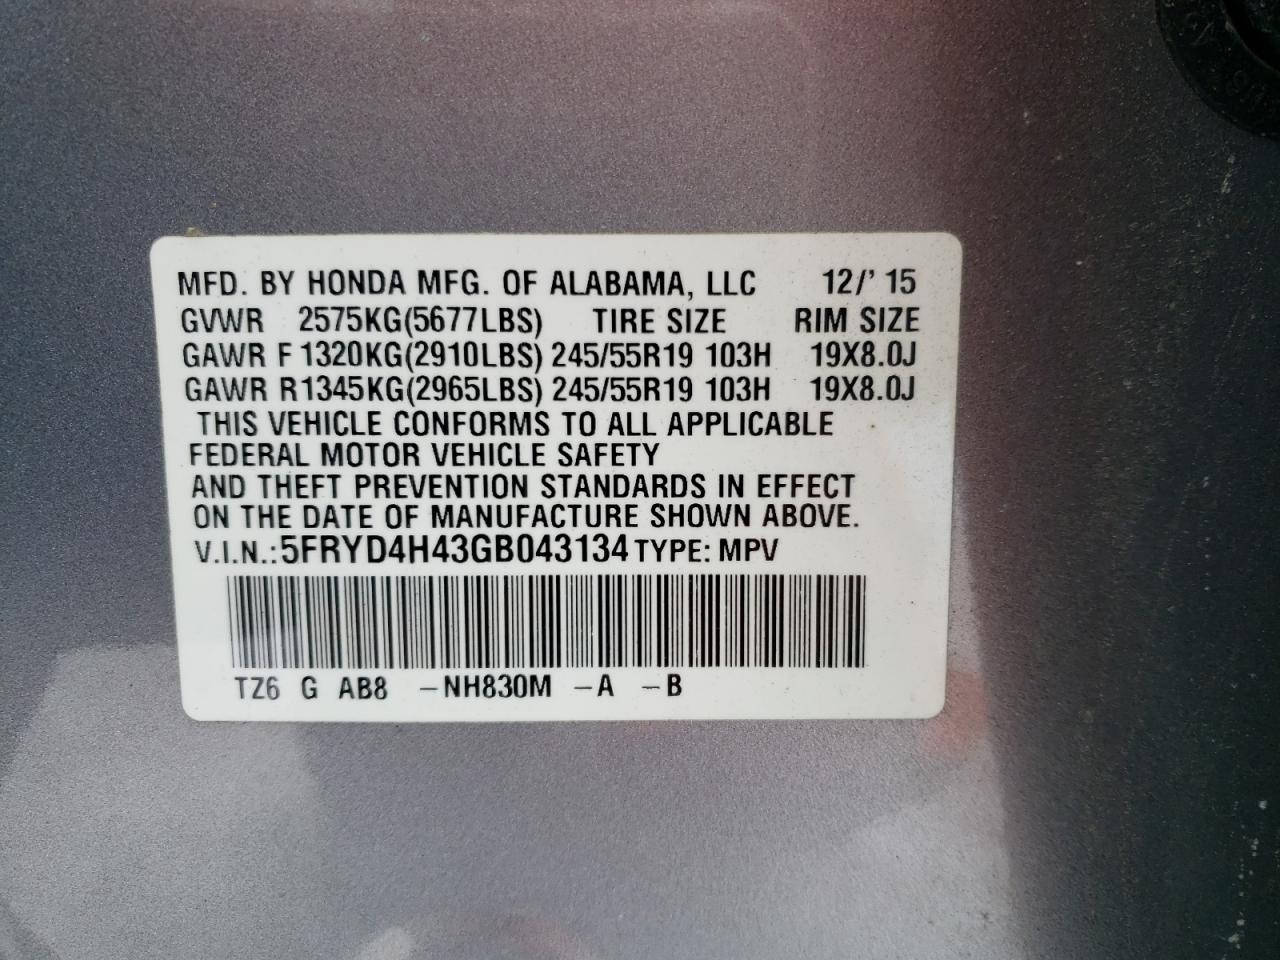 MFD. BY HONDA MFG. OF ALABAMA, LLC 12/' 15
GVWR 2575KG(5677LBS) TIRE SIZE RIM SIZE
GAWR F 1320KG(2910LBS) 245/55R19 103H 19X8.0J
GAWR R1345KG(2965LBS) 245/55R19 103H 19X8.0J
THIS VEHICLE CONFORMS TO ALL APPLICABLE
FEDERAL MOTOR VEHICLE SAFETY
AND THEFT PREVENTION STANDARDS IN EFFECT
ON THE DATE OF MANUFACTURE SHOWN ABOVE.
V.I.N.:5FRYD4H43GB043134 TYPE: MPV
TZ6 G AB8 -NH830M -A -B